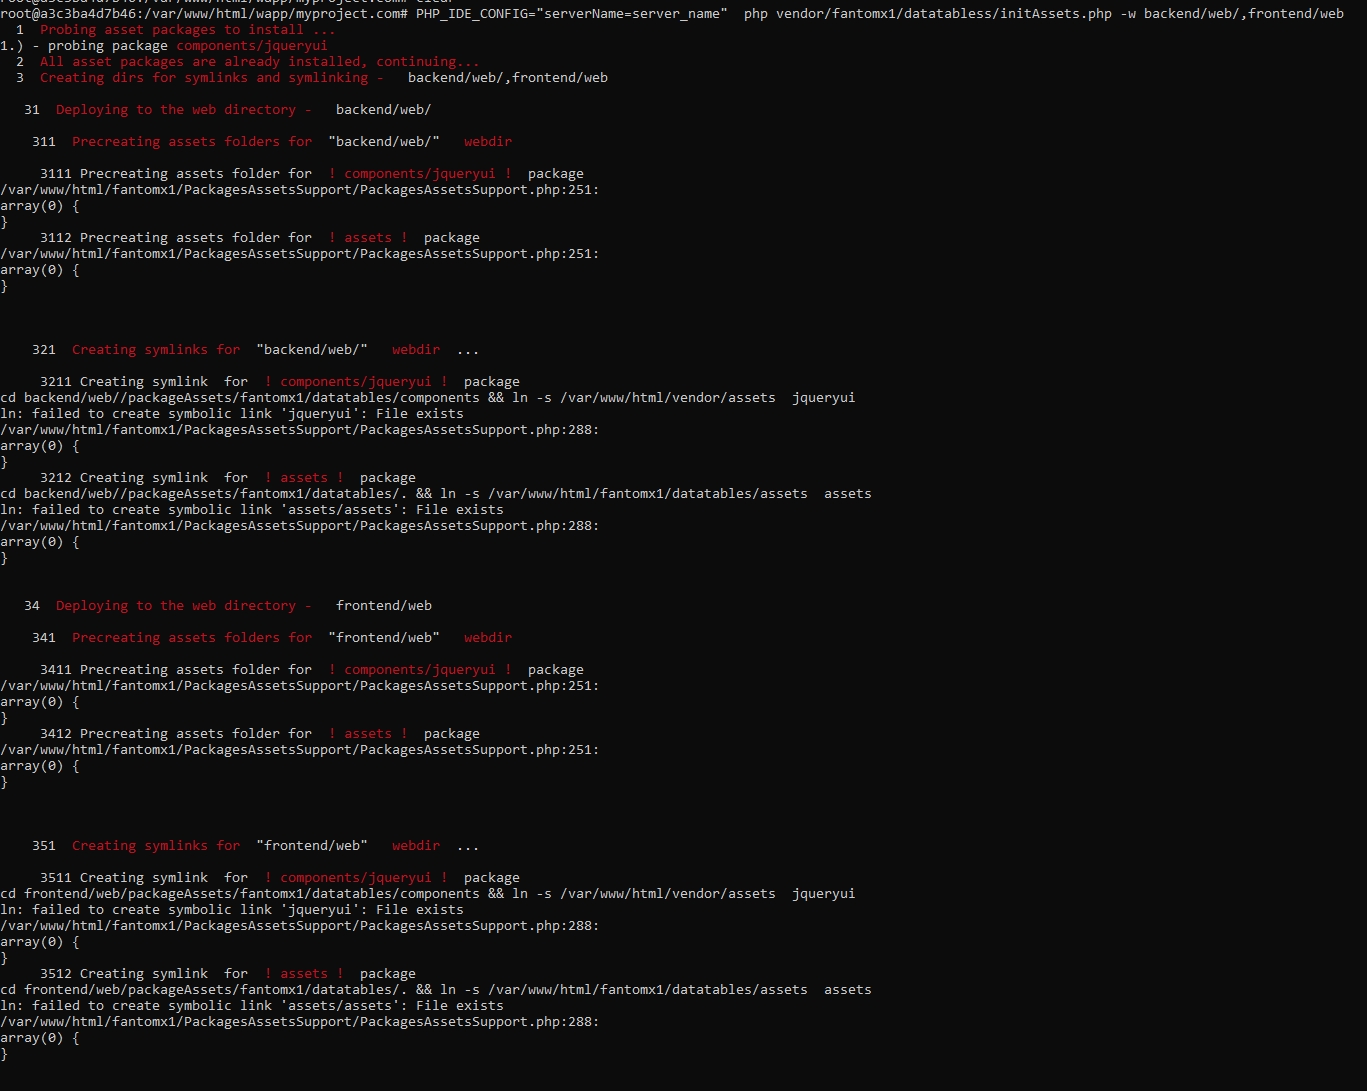 root@a3c3ba4d7b46:/var/www/html/wapp/myproject.com# clear
root@a3c3ba4d7b46:/var/www/html/wapp/myproject.com# PHP_IDE_CONFIG="serverName=server_name"  php vendor/fantomx1/datatabless/initAssets.php -w backend/web/,frontend/web
  1  Probing asset packages to install ...
1.) - probing package components/jqueryui
  2  All asset packages are already installed, continuing...
  3  Creating dirs for symlinks and symlinking -   backend/web/,frontend/web
   31  Deploying to the web directory -   backend/web/
    311  Precreating assets folders for  "backend/web/"   webdir
     3111 Precreating assets folder for  ! components/jqueryui !  package
/var/www/html/fantomx1/PackagesAssetsSupport/PackagesAssetsSupport.php:251:
array(0) {
}
     3112 Precreating assets folder for  ! assets !  package
/var/www/html/fantomx1/PackagesAssetsSupport/PackagesAssetsSupport.php:251:
array(0) {
}
    321  Creating symlinks for  "backend/web/"   webdir  ...
     3211 Creating symlink  for  ! components/jqueryui !  package
cd backend/web//packageAssets/fantomx1/datatables/components && ln -s /var/www/html/vendor/assets  jqueryui
ln: failed to create symbolic link 'jqueryui': File exists
/var/www/html/fantomx1/PackagesAssetsSupport/PackagesAssetsSupport.php:288:
array(0) {
}
     3212 Creating symlink  for  ! assets !  package
cd backend/web//packageAssets/fantomx1/datatables/. && ln -s /var/www/html/fantomx1/datatables/assets  assets
ln: failed to create symbolic link 'assets/assets': File exists
/var/www/html/fantomx1/PackagesAssetsSupport/PackagesAssetsSupport.php:288:
array(0) {
}
   34  Deploying to the web directory -   frontend/web
    341  Precreating assets folders for  "frontend/web"   webdir
     3411 Precreating assets folder for  ! components/jqueryui !  package
/var/www/html/fantomx1/PackagesAssetsSupport/PackagesAssetsSupport.php:251:
array(0) {
}
     3412 Precreating assets folder for  ! assets !  package
/var/www/html/fantomx1/PackagesAssetsSupport/PackagesAssetsSupport.php:251:
array(0) {
}
    351  Creating symlinks for  "frontend/web"   webdir  ...
     3511 Creating symlink  for  ! components/jqueryui !  package
cd frontend/web/packageAssets/fantomx1/datatables/components && ln -s /var/www/html/vendor/assets  jqueryui
ln: failed to create symbolic link 'jqueryui': File exists
/var/www/html/fantomx1/PackagesAssetsSupport/PackagesAssetsSupport.php:288:
array(0) {
}
     3512 Creating symlink  for  ! assets !  package
cd frontend/web/packageAssets/fantomx1/datatables/. && ln -s /var/www/html/fantomx1/datatables/assets  assets
ln: failed to create symbolic link 'assets/assets': File exists
/var/www/html/fantomx1/PackagesAssetsSupport/PackagesAssetsSupport.php:288:
array(0) {
}